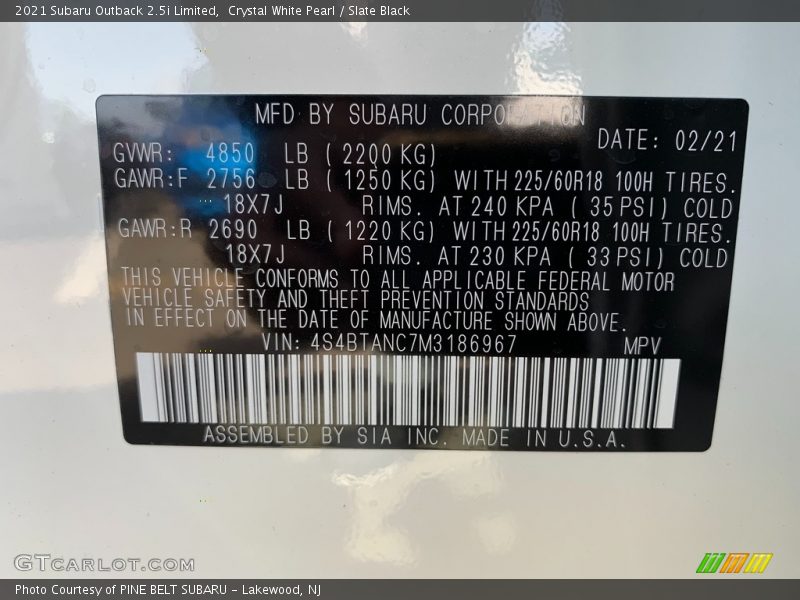 2021 Subaru Outback 2.5i Limited, Crystal White Pearl / Slate Black
MFD BY SUBARU CORPORATION
DATE: 02/21
GVWR: 4850 LB ( 2200 KG)
GAWR:F 2756 LB ( 1250 KG) WITH 225/60R18 100H TIRES.
18X7J RIMS. AT 240 KPA ( 35 PSI) COLD
GAWR:R 2690 LB ( 1220 KG) WITH 225/60R18 100H TIRES.
18X7J RIMS. AT 230 KPA ( 33 PSI) COLD
THIS VEHICLE CONFORMS TO ALL APPLICABLE FEDERAL MOTOR
VEHICLE SAFETY AND THEFT PREVENTION STANDARDS
IN EFFECT ON THE DATE OF MANUFACTURE SHOWN ABOVE.
VIN: 4S4BTANC7M3186967 MPV
ASSEMBLED BY SIA INC. MADE IN U.S.A.
GTCARLOT.COM
Photo Courtesy of PINE BELT SUBARU - Lakewood, NJ